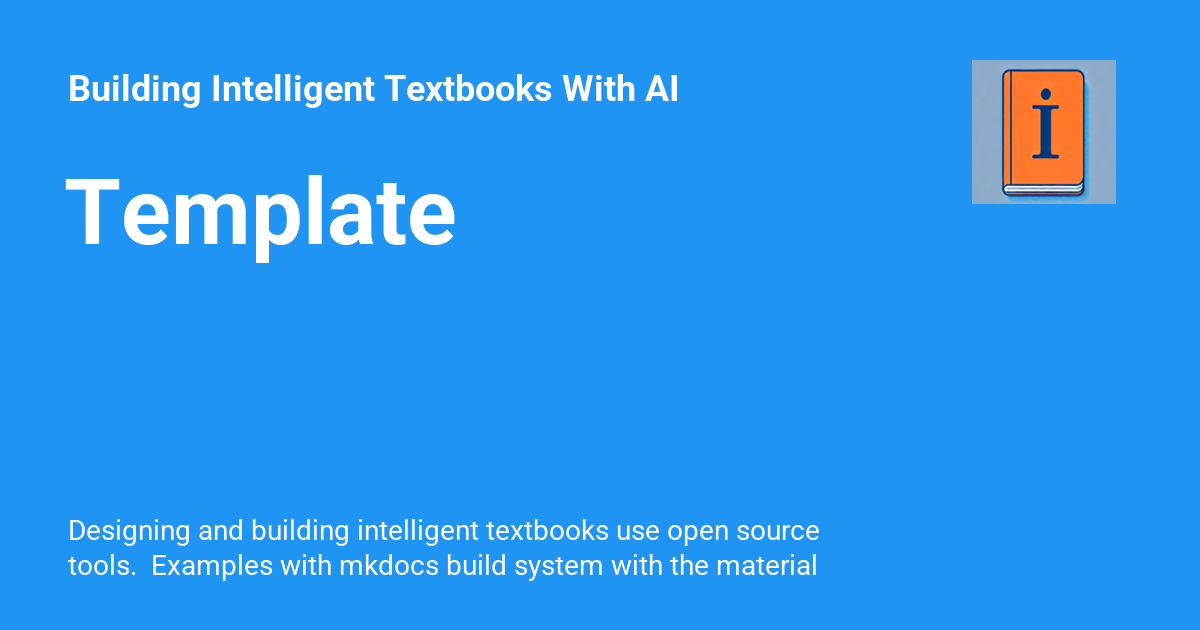 Building Intelligent Textbooks With AI
i
Template
Designing and building intelligent textbooks use open source
tools.  Examples with mkdocs build system with the material